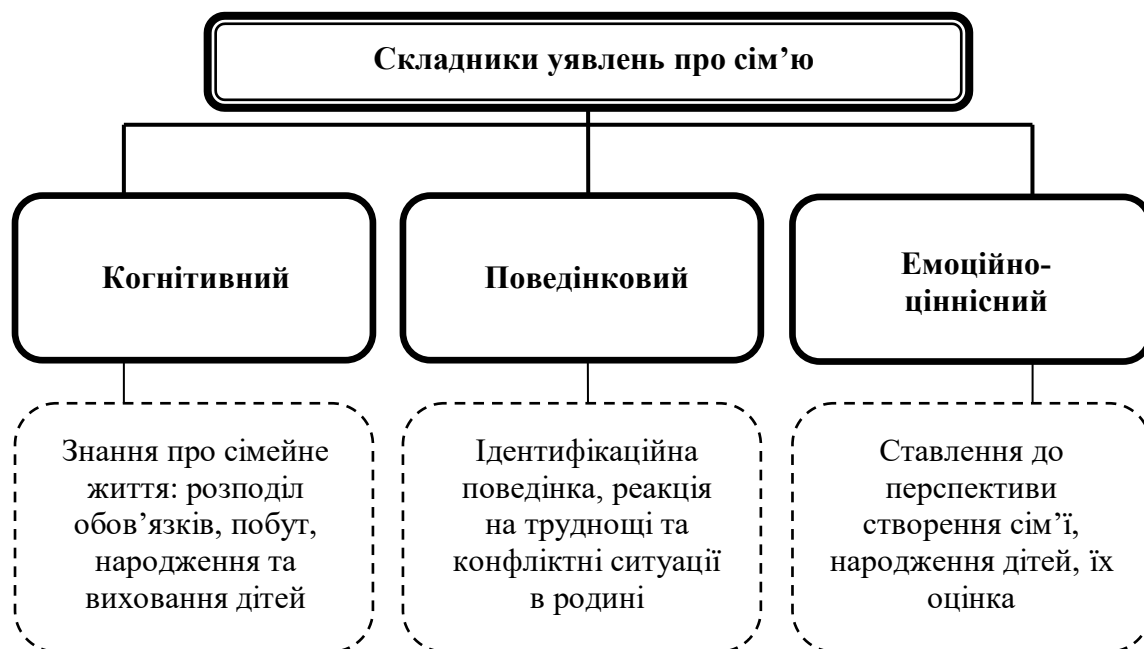 Складники уявлень про сім’ю
Когнітивний
Поведінковий
Емоційно-
ціннісний
Знання про сімейне
життя: розподіл
обов’язків, побут,
народження та
виховання дітей
Ідентифікаційна
поведінка, реакція
на труднощі та
конфліктні ситуації
в родині
Ставлення до
перспективи
створення сім’ї,
народження дітей, їх
оцінка